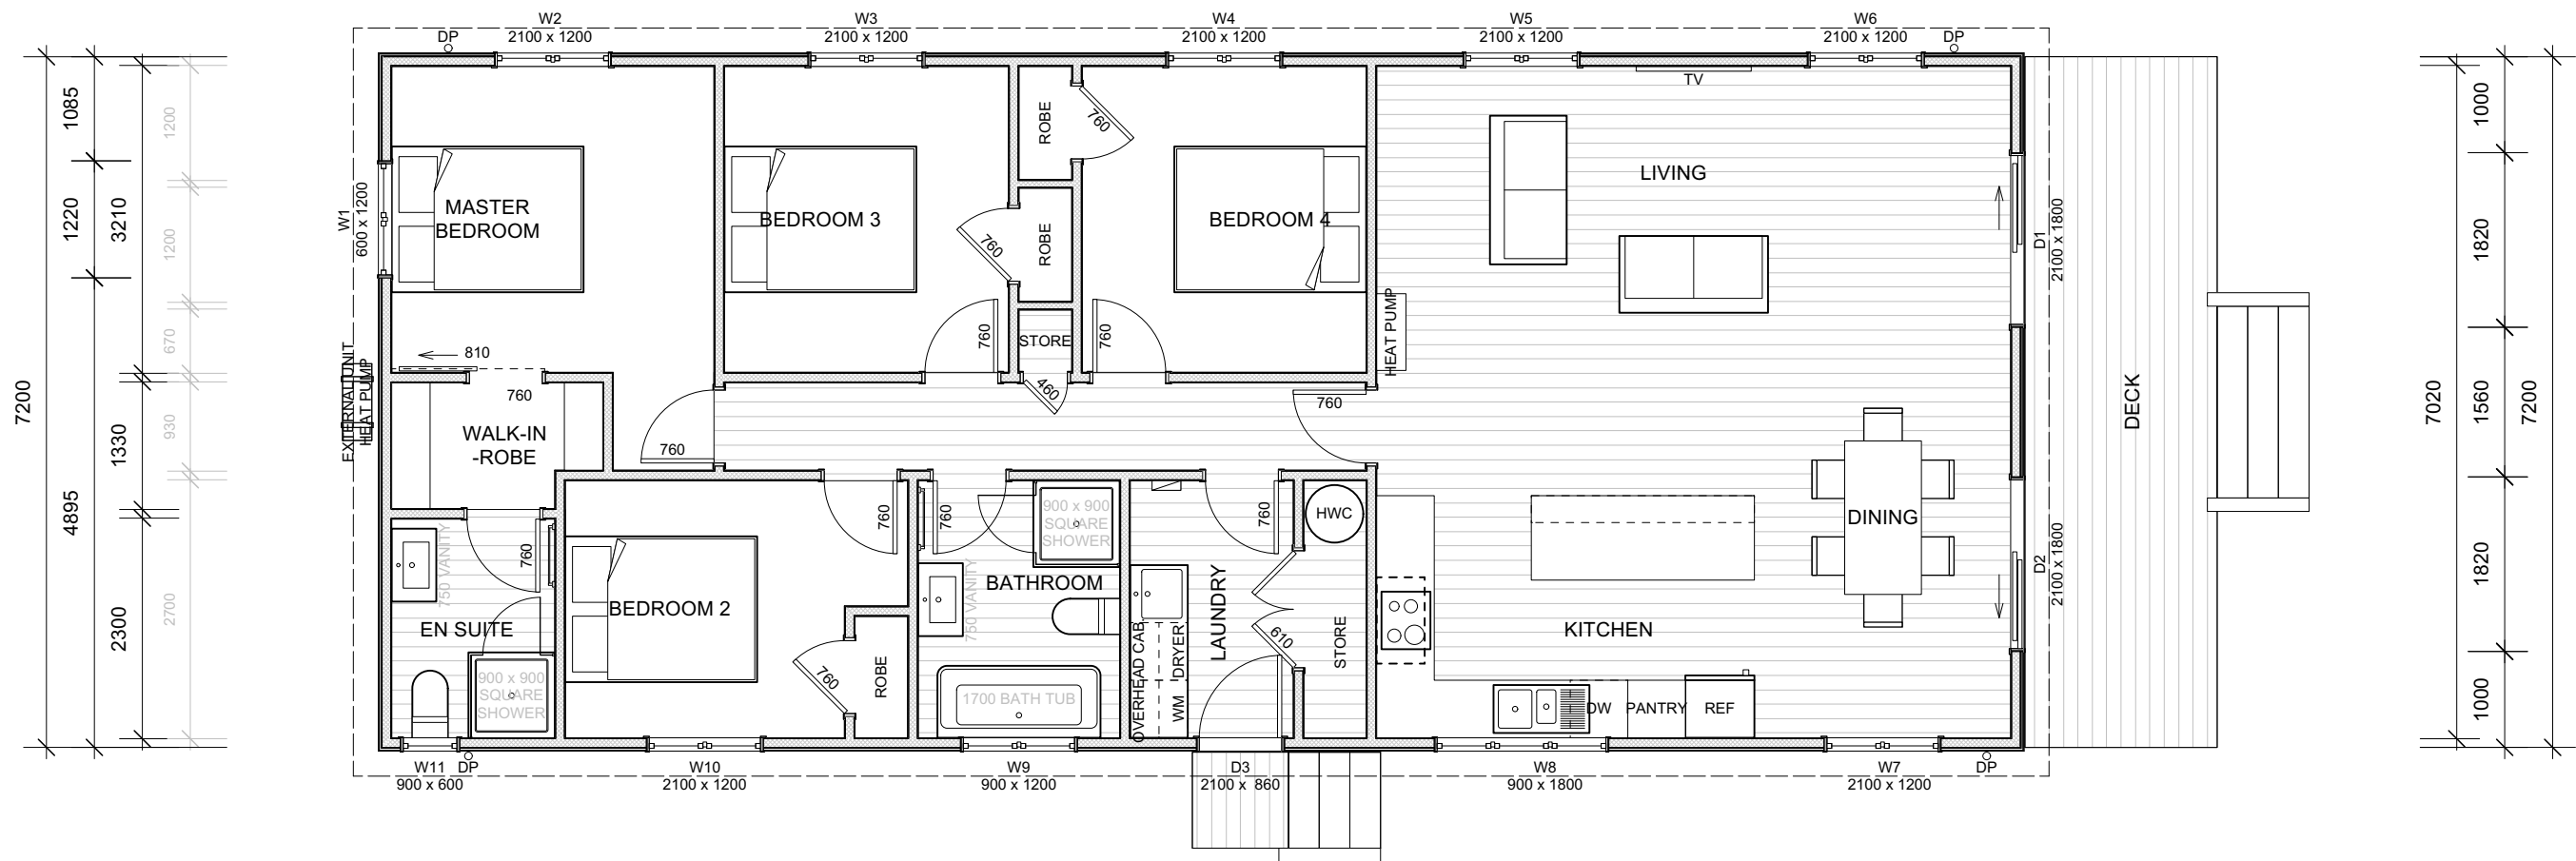 W2
2100 x 1200
W3
2100 x 1200
W4
2100 x 1200
W5
2100 x 1200
W6
2100 x 1200
DP
DP
TV
7200
1085
1220
4895
3210
1330
2300
1200
1200
670
930
2700
W1
600 x 1200
EXTERNAL UNIT
HEAT PUMP
MASTER
BEDROOM
810
760
WALK-IN
-ROBE
760
BEDROOM 3
760
760
ROBE
ROBE
STORE
460
760
BEDROOM 4
760
760
HEAT PUMP
LIVING
D1
2100 x 1800
DECK
7020
1000
1820
1560
1820
1000
7200
760
750 VANITY
EN SUITE
900 x 900
SQUARE
SHOWER
BEDROOM 2
760
760
ROBE
760
900 x 900
SQUARE
SHOWER
BATHROOM
750 VANITY
1700 BATH TUB
LAUNDRY
760
OVERHEAD CAB
DRYER
WM
610
HWC
STORE
KITCHEN
DINING
DW
PANTRY
REF
D2
2100 x 1800
W11
DP
900 x 600
W10
2100 x 1200
W9
900 x 1200
D3
2100 x 860
W8
900 x 1800
W7
2100 x 1200
DP